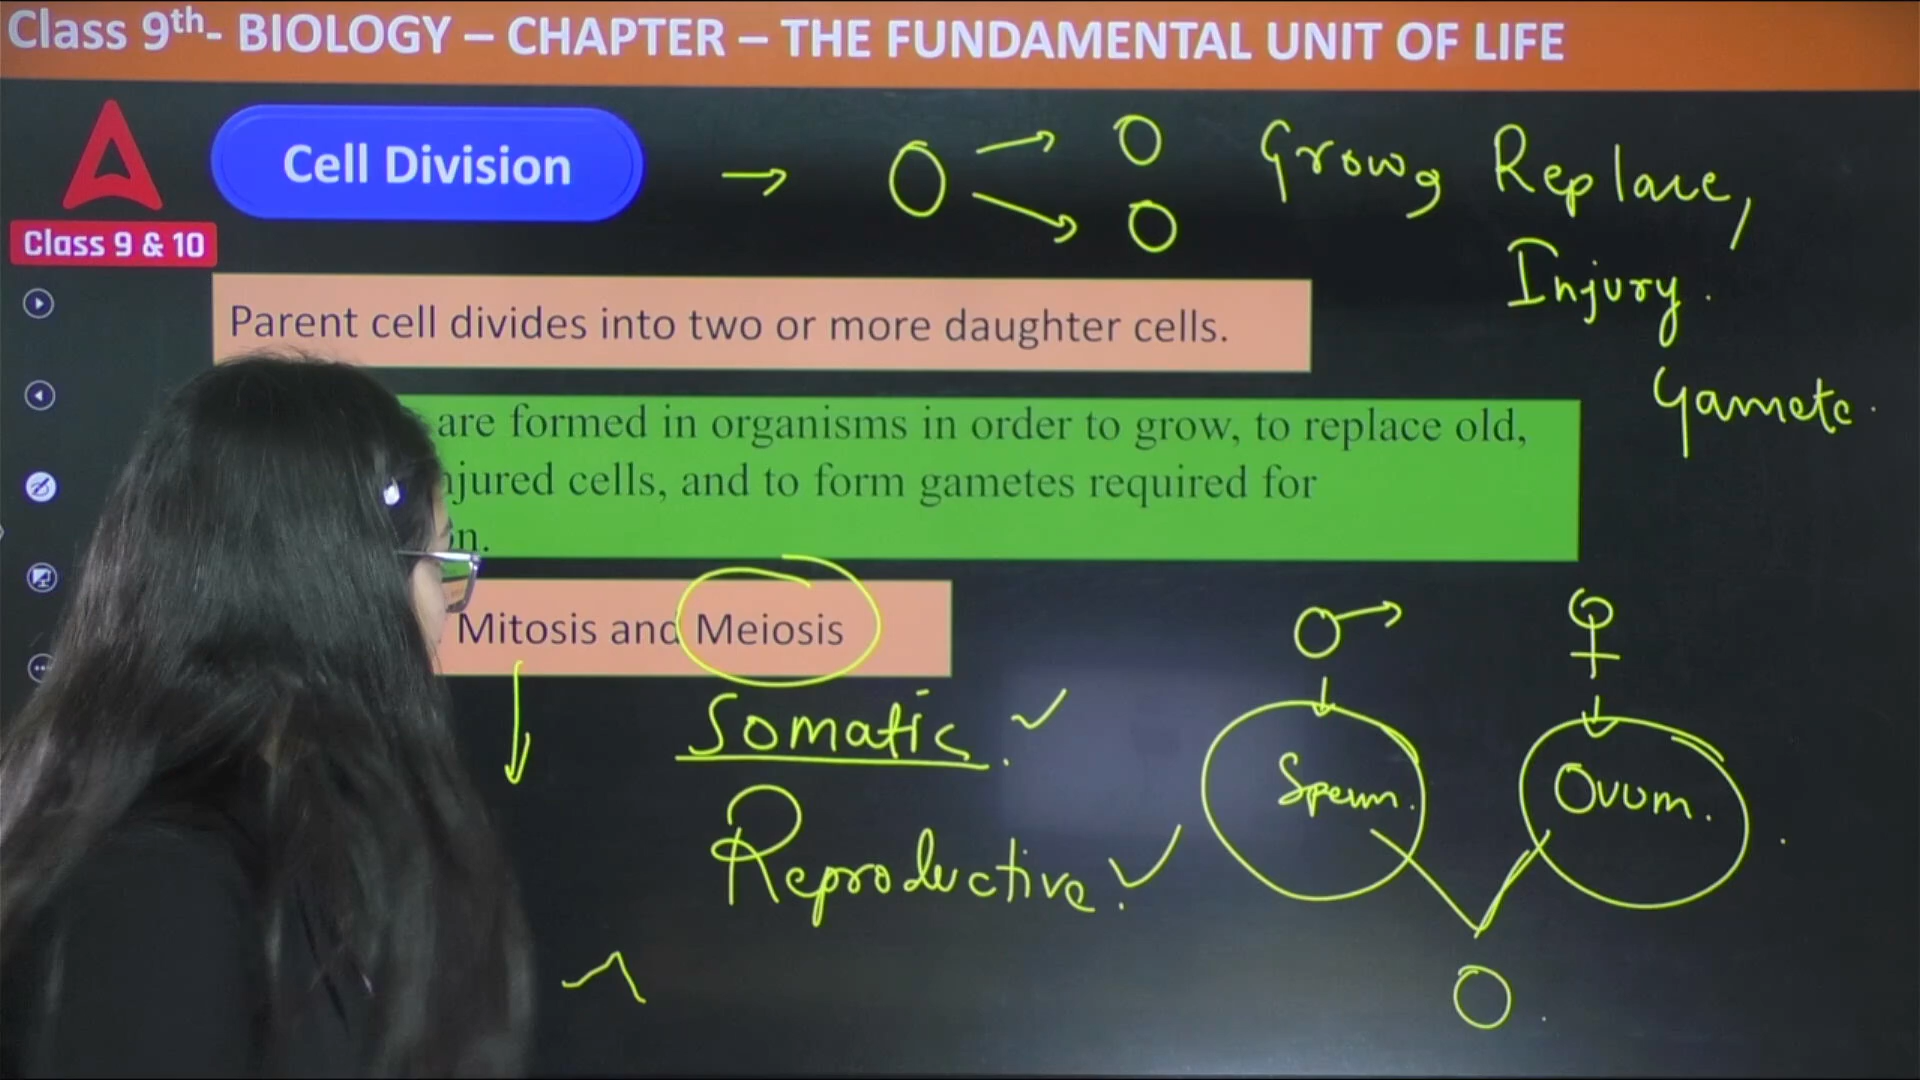 Class 9th- BIOLOGY – CHAPTER – THE FUNDAMENTAL UNIT OF LIFE
Cell Division
Grow, Replace,
Class 9 & 10
Injury.
Parent cell divides into two or more daughter cells.
Gamete.
are formed in organisms in order to grow, to replace old,
njured cells, and to form gametes required for
on.
Mitosis and Meiosis
Somatic.
Sperm.
Ovum.
Reproductive.